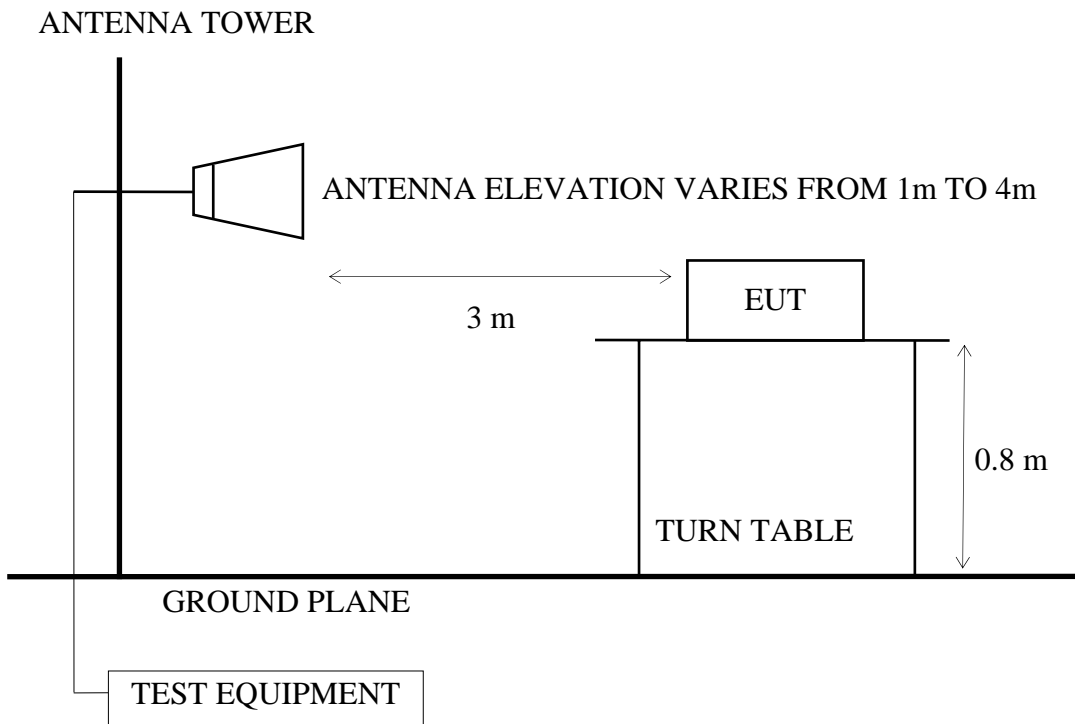 ANTENNA TOWER
ANTENNA ELEVATION VARIES FROM 1m TO 4m
EUT
3 m
0.8 m
TURN TABLE
GROUND PLANE
TEST EQUIPMENT